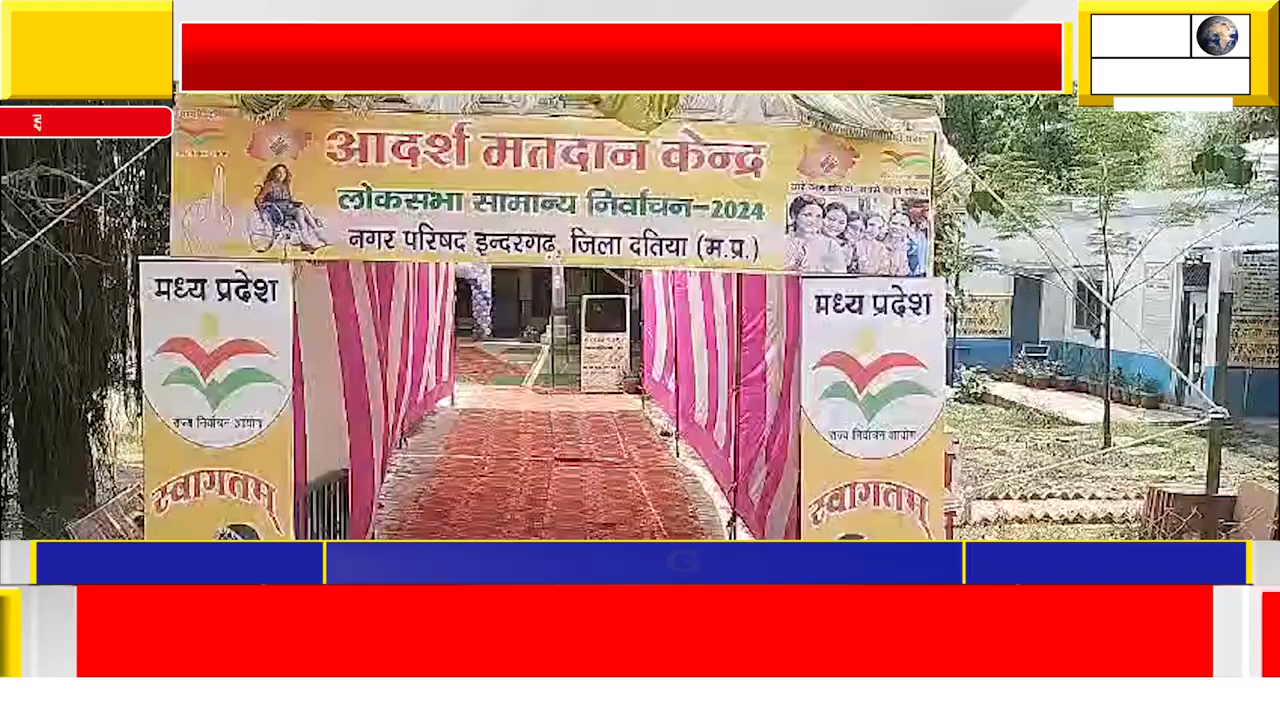 आदर्श मतदान केन्द्र
लोकसभा सामान्य निर्वाचन-2024
नगर परिषद इन्दरगढ़, जिला दतिया (म.प्र.)
मध्य प्रदेश
राज्य निर्वाचन आयोग
स्वागतम्
मध्य प्रदेश
राज्य निर्वाचन आयोग
स्वागतम्